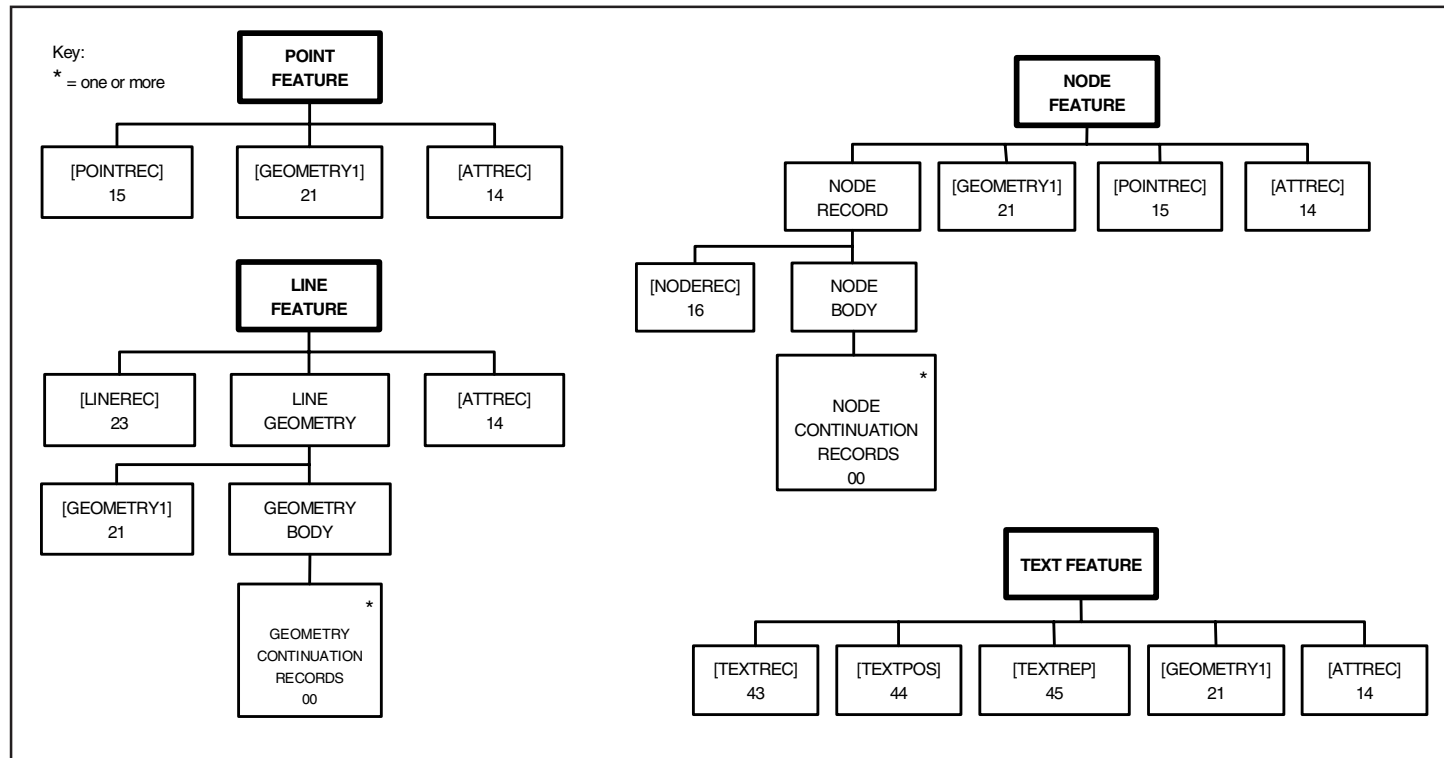 Key:
* = one or more
POINT
FEATURE
[POINTREC]
15
[GEOMETRY1]
21
[ATTREC]
14
LINE
FEATURE
[LINEREC]
23
LINE
GEOMETRY
[ATTREC]
14
[GEOMETRY1]
21
GEOMETRY
BODY
*
GEOMETRY
CONTINUATION
RECORDS
00
NODE
FEATURE
NODE
RECORD
[GEOMETRY1]
21
[POINTREC]
15
[ATTREC]
14
[NODEREC]
16
NODE
BODY
*
NODE
CONTINUATION
RECORDS
00
TEXT FEATURE
[TEXTREC]
43
[TEXTPOS]
44
[TEXTREP]
45
[GEOMETRY1]
21
[ATTREC]
14